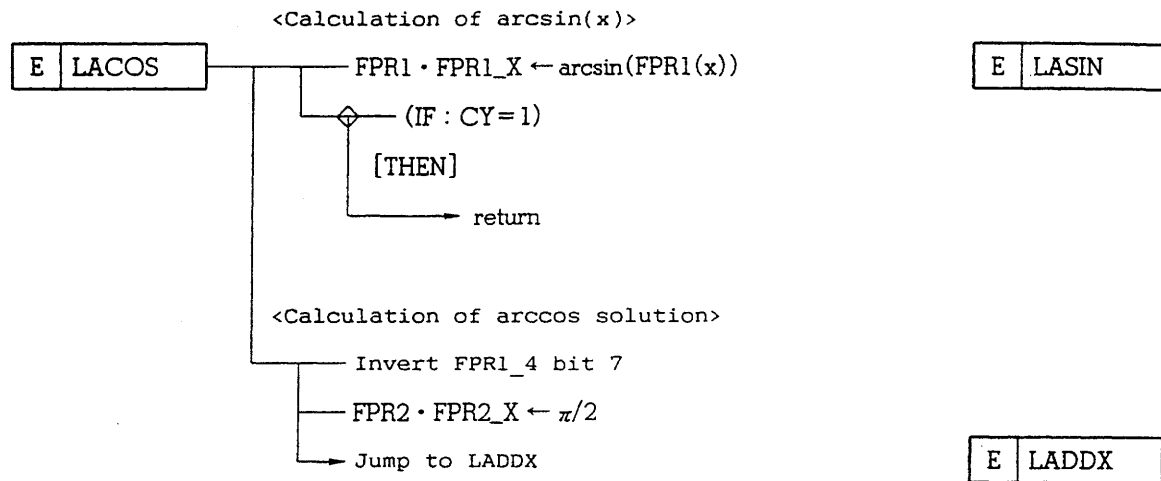 <Calculation of arcsin(x)>
E LACOS
FPR1・FPR1_X ← arcsin(FPR1(x))
E LASIN
(IF : CY=1)
[THEN]
return
<Calculation of arccos solution>
Invert FPR1_4 bit 7
FPR2・FPR2_X ← π/2
Jump to LADDX
E LADDX